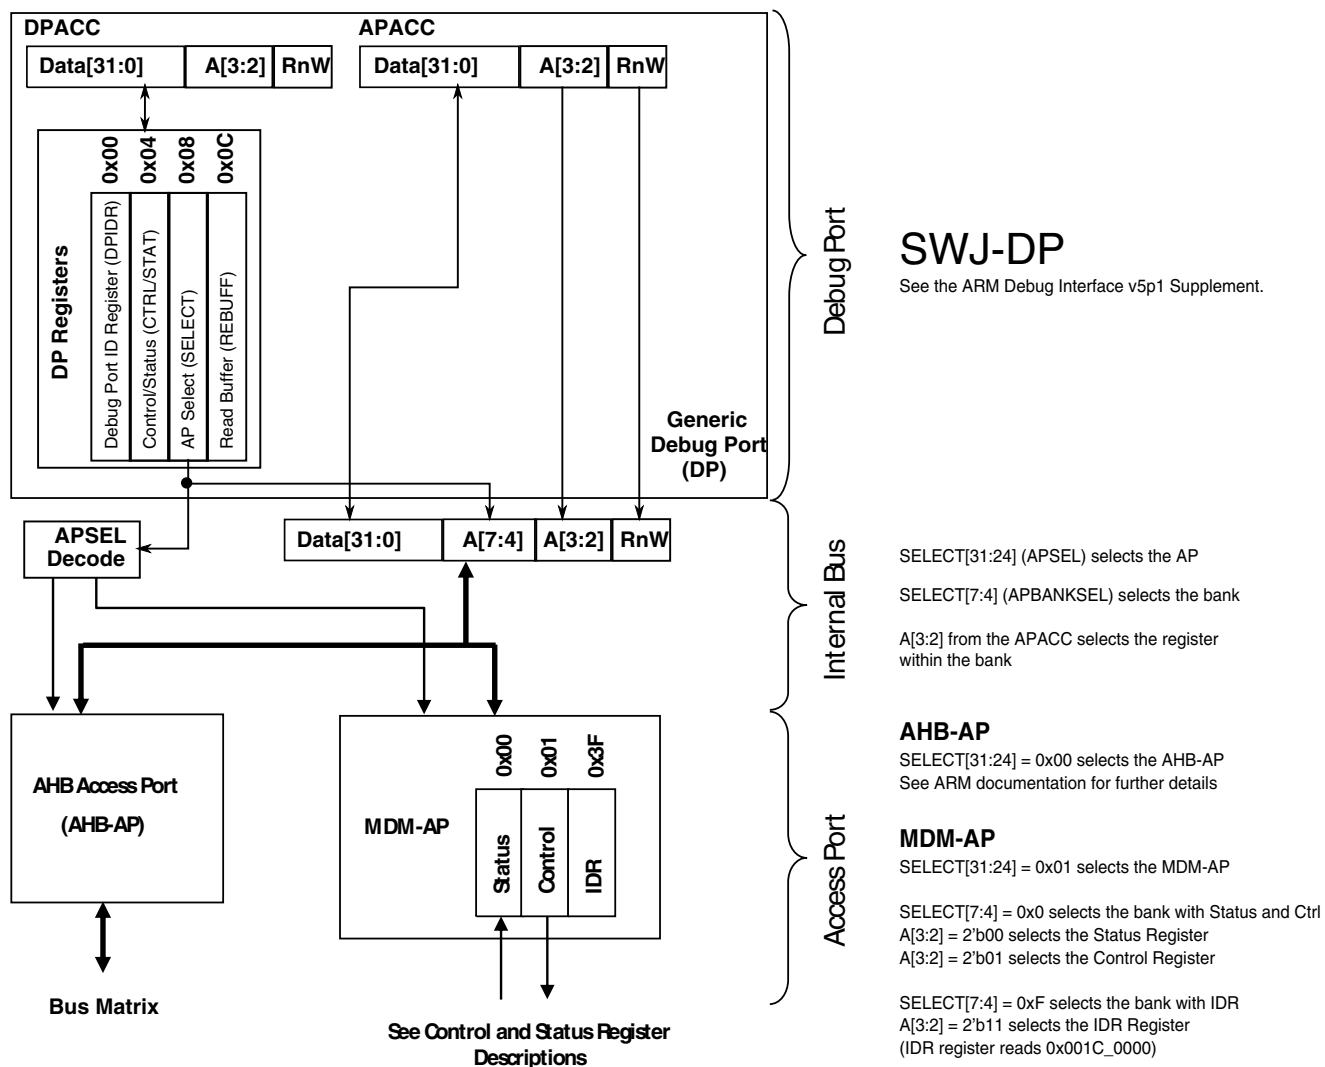 DPACC
APACC
Data[31:0] A[3:2] RnW
Data[31:0] A[3:2] RnW
0x00
0x04
0x08
0x0C
DP Registers
Debug Port ID Register (DPIDR)
Control/Status (CTRL/STAT)
AP Select (SELECT)
Read Buffer (REBUFF)
Generic
Debug Port
(DP)
Debug Port
SWJ-DP
See the ARM Debug Interface v5p1 Supplement.
APSEL
Decode
Data[31:0] A[7:4] A[3:2] RnW
Internal Bus
SELECT[31:24] (APSEL) selects the AP
SELECT[7:4] (APBANKSEL) selects the bank
A[3:2] from the APACC selects the register
within the bank
AHB Access Port
(AHB-AP)
Bus Matrix
MDM-AP
0x00
0x01
0x3F
Status
Control
IDR
See Control and Status Register
Descriptions
Access Port
AHB-AP
SELECT[31:24] = 0x00 selects the AHB-AP
See ARM documentation for further details
MDM-AP
SELECT[31:24] = 0x01 selects the MDM-AP
SELECT[7:4] = 0x0 selects the bank with Status and Ctrl
A[3:2] = 2'b00 selects the Status Register
A[3:2] = 2'b01 selects the Control Register
SELECT[7:4] = 0xF selects the bank with IDR
A[3:2] = 2'b11 selects the IDR Register
(IDR register reads 0x001C_0000)